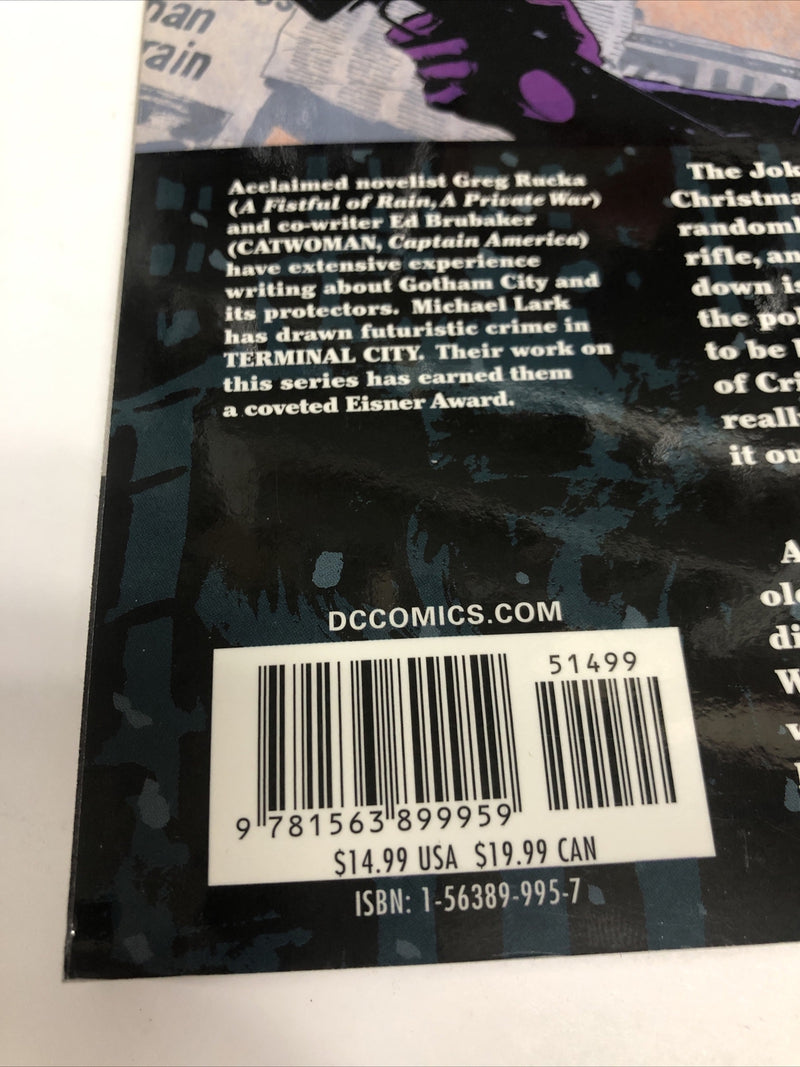 man
rain
Acclaimed novelist Greg Rucka
(A Fistful of Rain, A Private War)
and co-writer Ed Brubaker
(CATWOMAN, Captain America)
have extensive experience
writing about Gotham City and
its protectors. Michael Lark
has drawn futuristic crime in
TERMINAL CITY. Their work on
this series has earned them
a coveted Eisner Award.
The Jok
Christma
randoml
rifle, an
down is
the pol
to be
of Cri
reall
it ou
A
old
di
W
DCCOMICS.COM
51499
9 781563 899959
$14.99 USA $19.99 CAN
ISBN: 1-56389-995-7